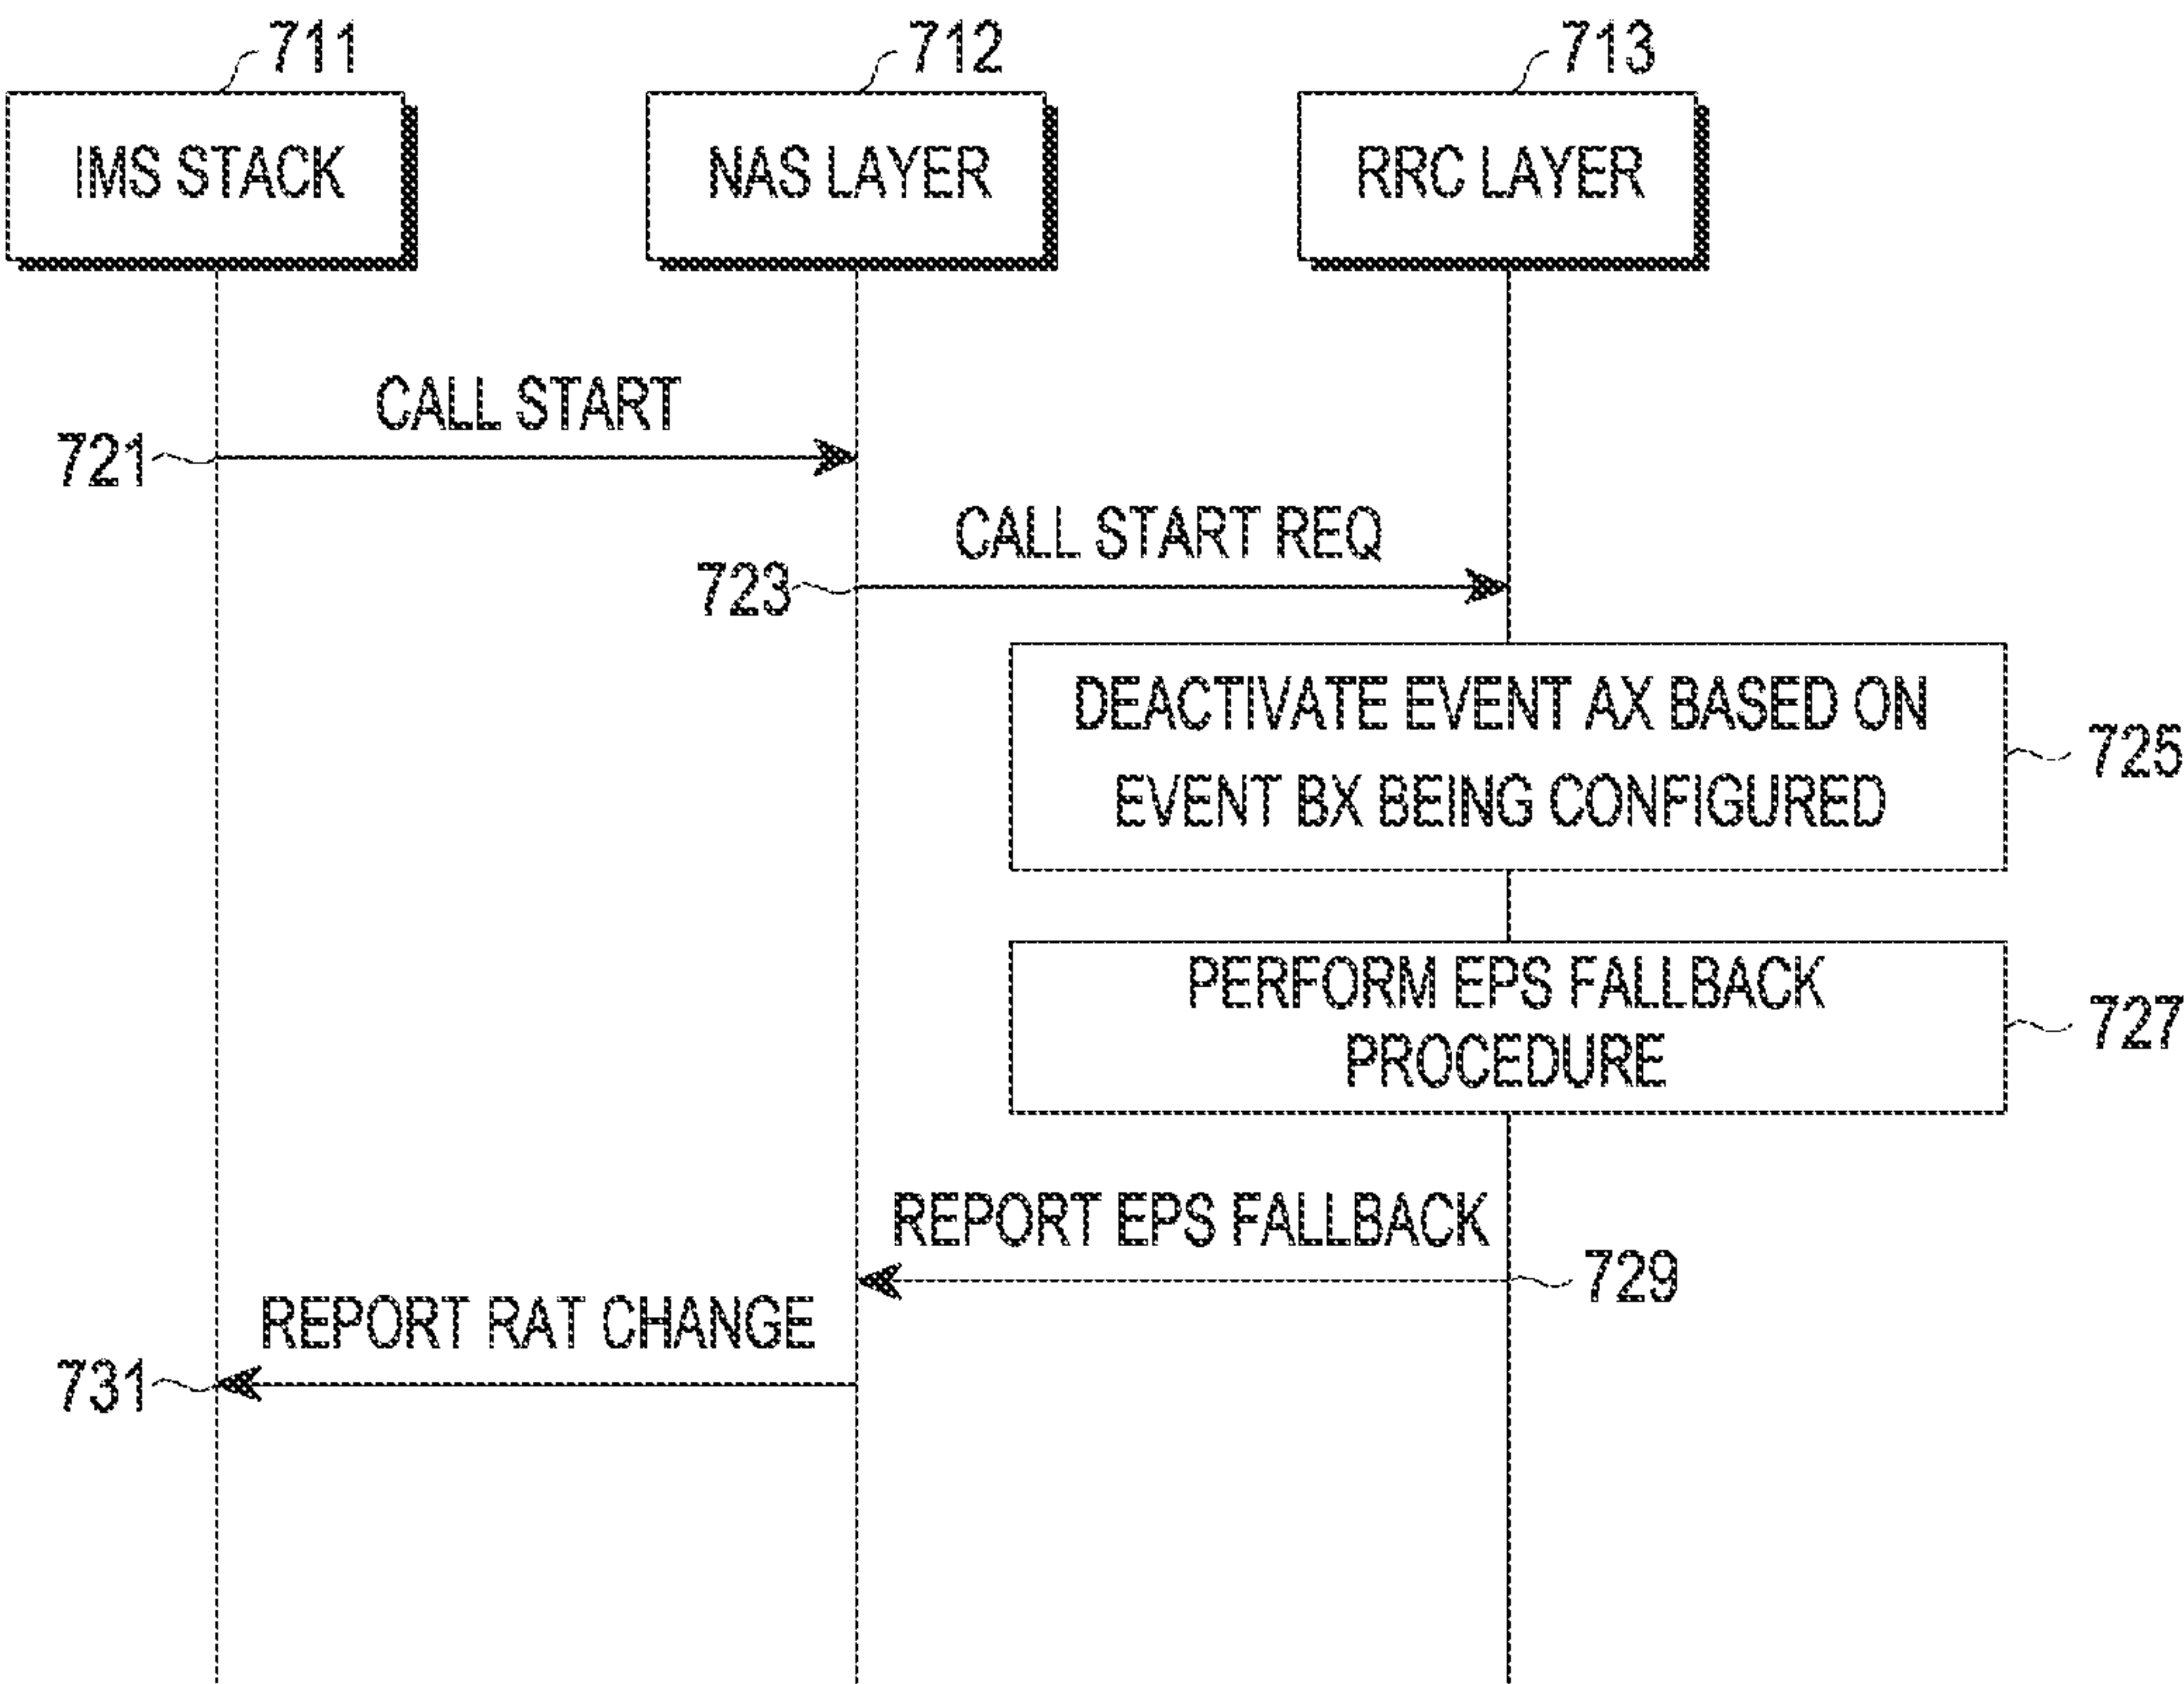 711
712
713
IMS STACK
NAS LAYER
RRC LAYER
CALL START
721
CALL START REQ
723
DEACTIVATE EVENT AX BASED ON
EVENT BX BEING CONFIGURED
725
PERFORM EPS FALLBACK
PROCEDURE
727
REPORT EPS FALLBACK
729
REPORT RAT CHANGE
731